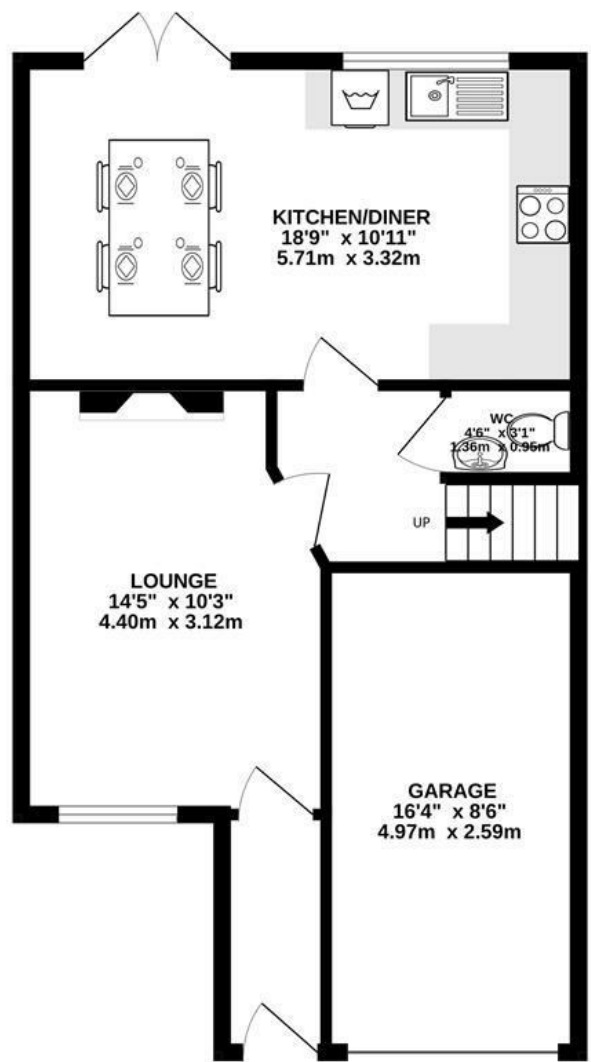 KITCHEN/DINER
18'9" x 10'11"
5.71m x 3.32m
WC
4'6" x 3'1"
1.36m x 0.95m
UP
LOUNGE
14'5" x 10'3"
4.40m x 3.12m
GARAGE
16'4" x 8'6"
4.97m x 2.59m